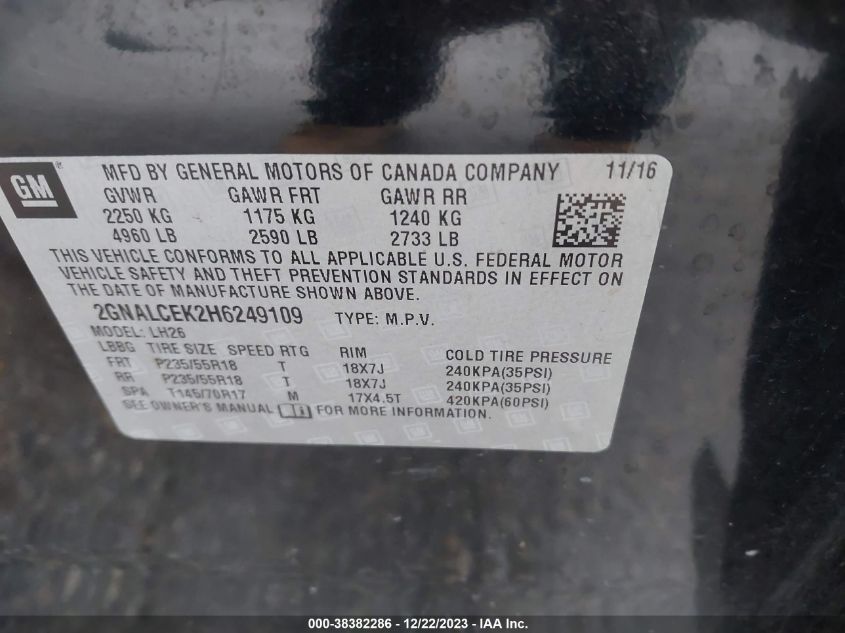 GM ® MFD BY GENERAL MOTORS OF CANADA COMPANY 11/16
GVWR GAWR FRT GAWR RR
2250 KG 1175 KG 1240 KG
4960 LB 2590 LB 2733 LB
THIS VEHICLE CONFORMS TO ALL APPLICABLE U.S. FEDERAL MOTOR
VEHICLE SAFETY AND THEFT PREVENTION STANDARDS IN EFFECT ON
THE DATE OF MANUFACTURE SHOWN ABOVE.
2GNALCEK2H6249109 TYPE: M.P.V.
MODEL: LH26
LBBG TIRE SIZE SPEED RTG RIM COLD TIRE PRESSURE
FRT P235/55R18 T 18X7J 240KPA(35PSI)
RR P235/55R18 T 18X7J 240KPA(35PSI)
SPA T145/70R17 M 17X4.5T 420KPA(60PSI)
SEE OWNER'S MANUAL FOR MORE INFORMATION.
000-38382286 - 12/22/2023 - IAA Inc.